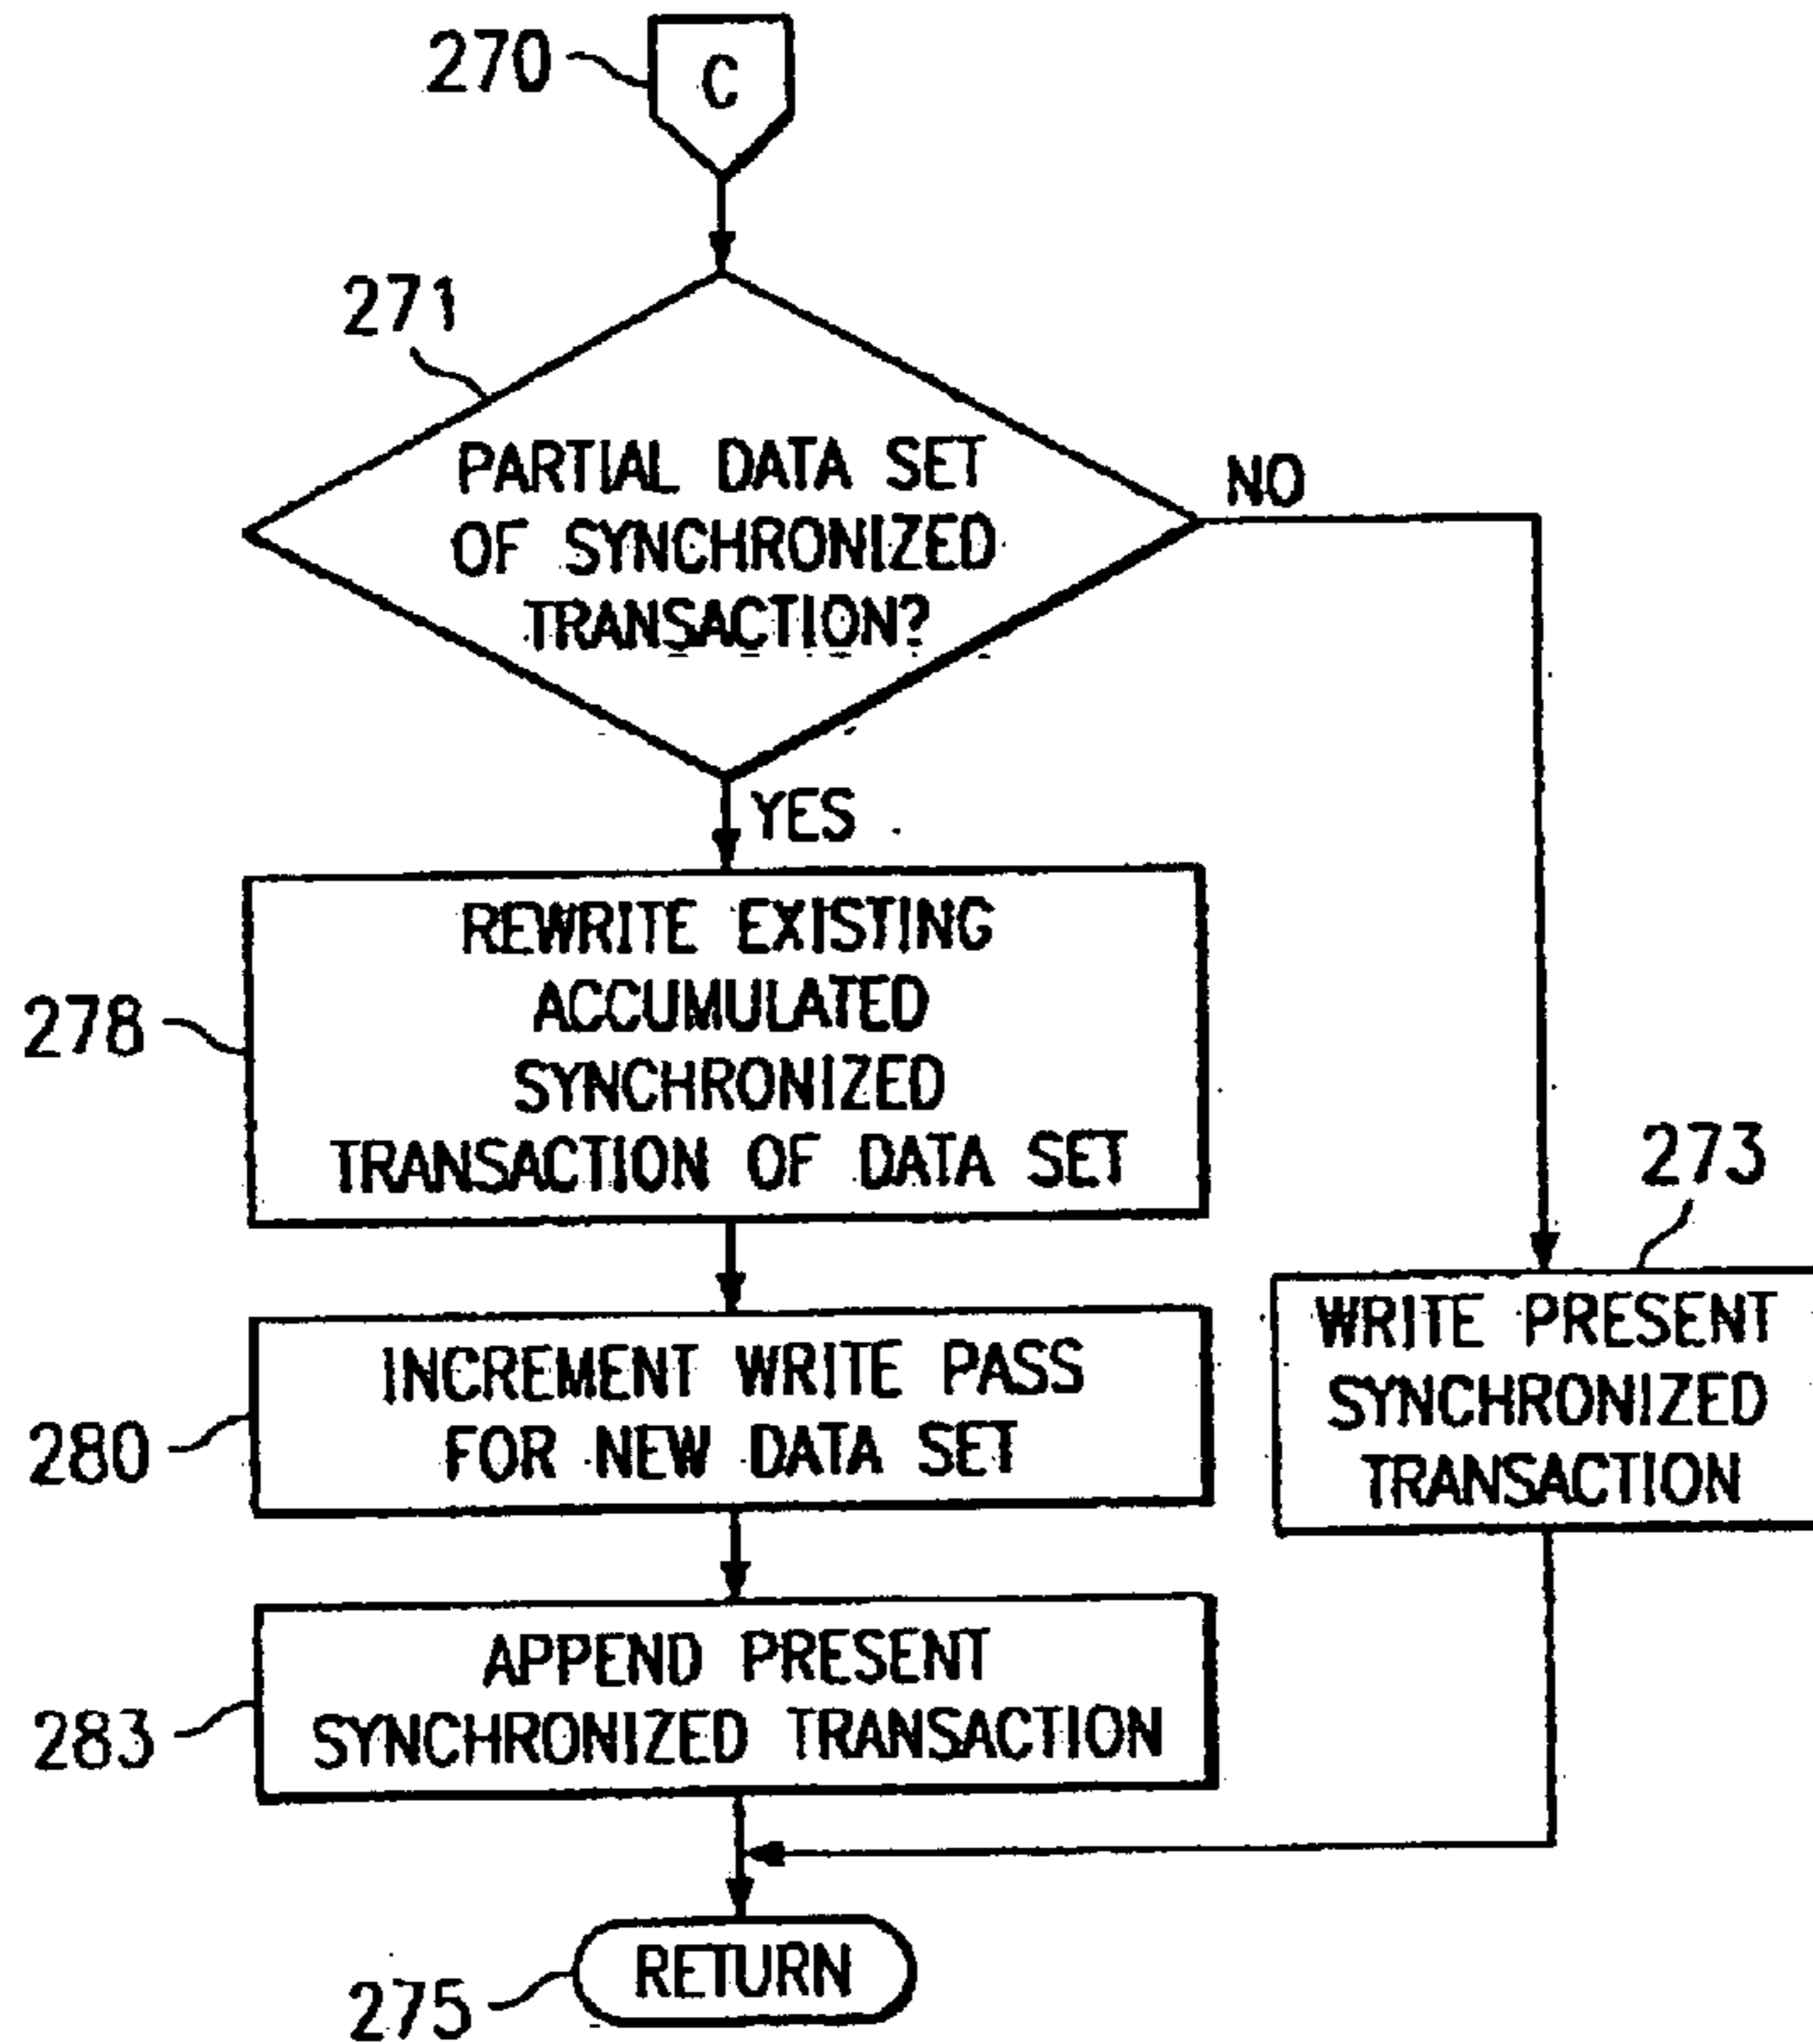 270
C
271
PARTIAL DATA SET
OF SYNCHRONIZED
TRANSACTION?
NO
YES
REWRITE EXISTING
ACCUMULATED
SYNCHRONIZED
TRANSACTION OF DATA SET
278
273
WRITE PRESENT
SYNCHRONIZED
TRANSACTION
INCREMENT WRITE PASS
FOR NEW DATA SET
280
APPEND PRESENT
SYNCHRONIZED TRANSACTION
283
RETURN
275